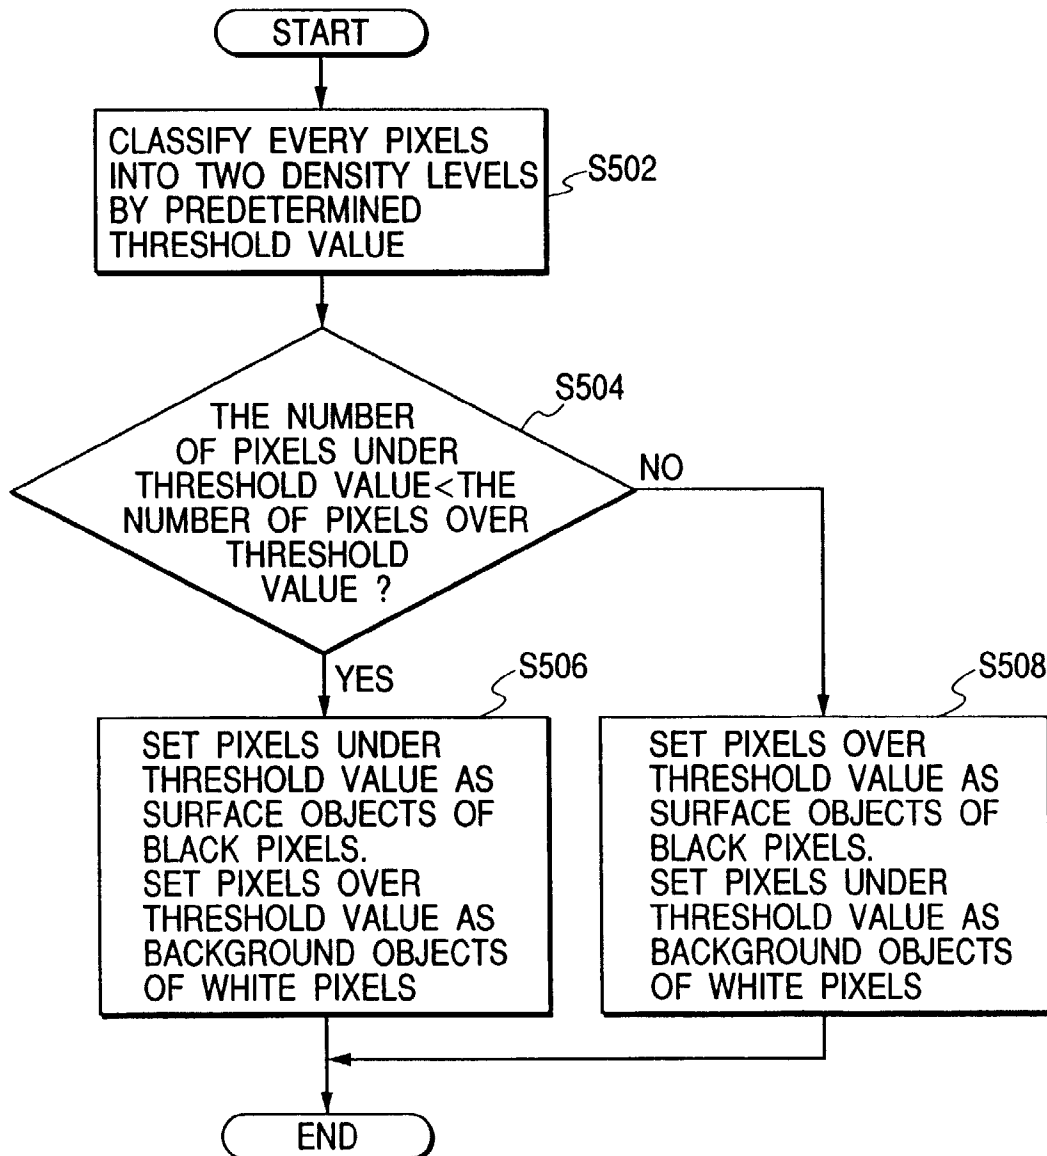 START
CLASSIFY EVERY PIXELS
INTO TWO DENSITY LEVELS
BY PREDETERMINED
THRESHOLD VALUE
S502
S504
THE NUMBER
OF PIXELS UNDER
THRESHOLD VALUE<THE
NUMBER OF PIXELS OVER
THRESHOLD
VALUE ?
NO
YES
S506
SET PIXELS UNDER
THRESHOLD VALUE AS
SURFACE OBJECTS OF
BLACK PIXELS.
SET PIXELS OVER
THRESHOLD VALUE AS
BACKGROUND OBJECTS
OF WHITE PIXELS
S508
SET PIXELS OVER
THRESHOLD VALUE AS
SURFACE OBJECTS OF
BLACK PIXELS.
SET PIXELS UNDER
THRESHOLD VALUE AS
BACKGROUND OBJECTS
OF WHITE PIXELS
END